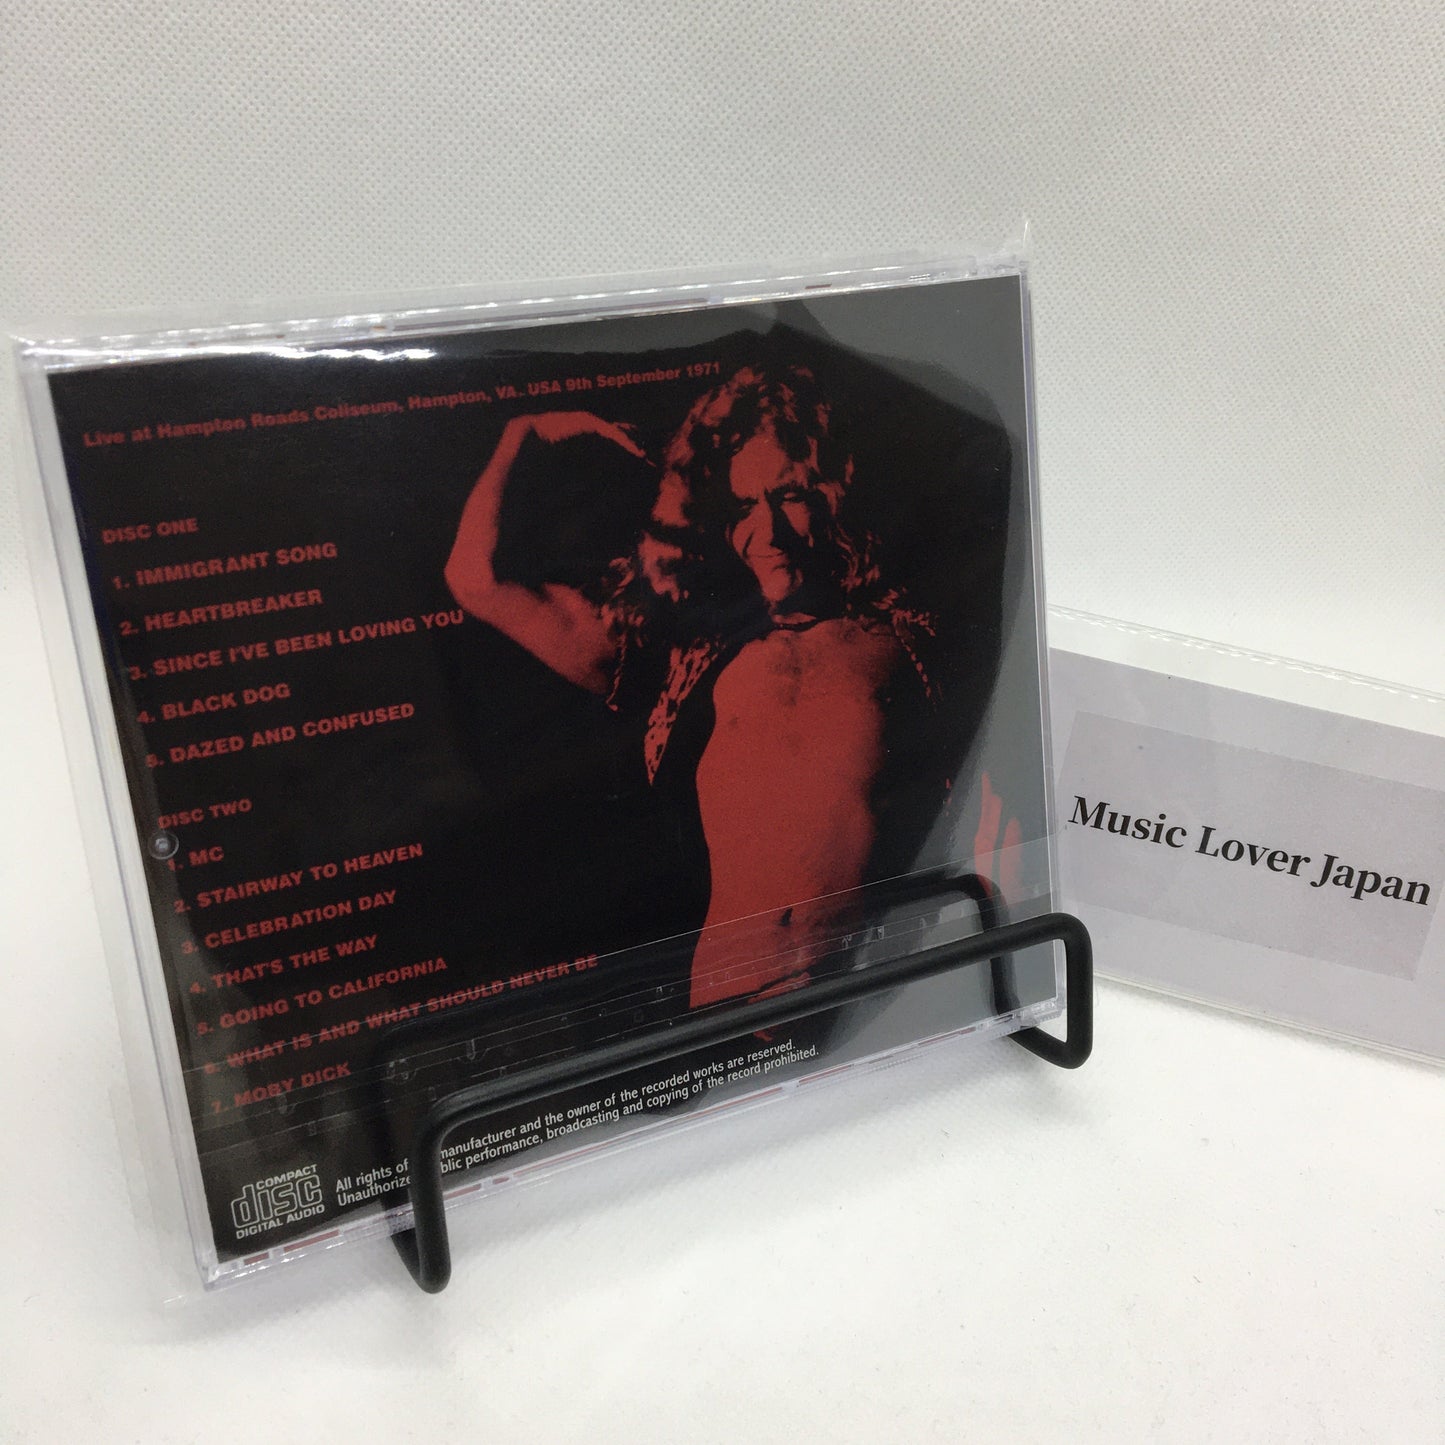 Live at Hampton Roads Coliseum, Hampton, VA. USA 9th September 1971
DISC ONE
1. IMMIGRANT SONG
2. HEARTBREAKER
3. SINCE I'VE BEEN LOVING YOU
4. BLACK DOG
5. DAZED AND CONFUSED
DISC TWO
1. MC
2. STAIRWAY TO HEAVEN
3. CELEBRATION DAY
4. THAT'S THE WAY
5. GOING TO CALIFORNIA
6. WHAT IS AND WHAT SHOULD NEVER BE
7. MOBY DICK
COMPACT
disc
DIGITAL AUDIO
All rights of manufacturer and the owner of the recorded works are reserved.
Unauthorize blic performance, broadcasting and copying of the record prohibited.
Music Lover Japan